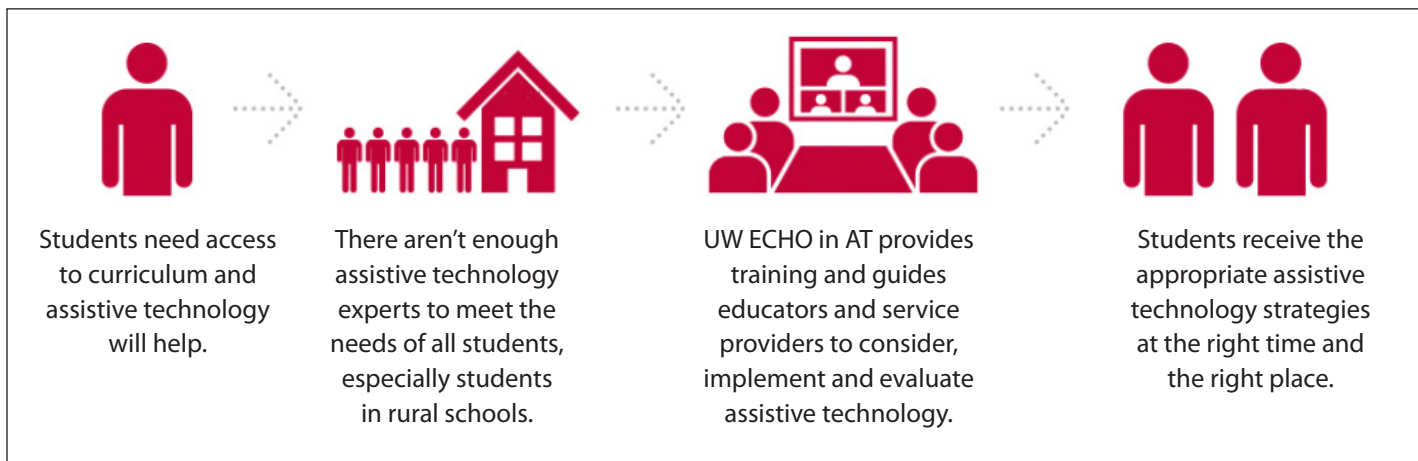 Students need access
to curriculum and
assistive technology
will help.
There aren't enough
assistive technology
experts to meet the
needs of all students,
especially students
in rural schools.
UW ECHO in AT provides
training and guides
educators and service
providers to consider,
implement and evaluate
assistive technology.
Students receive the
appropriate assistive
technology strategies
at the right time and
the right place.